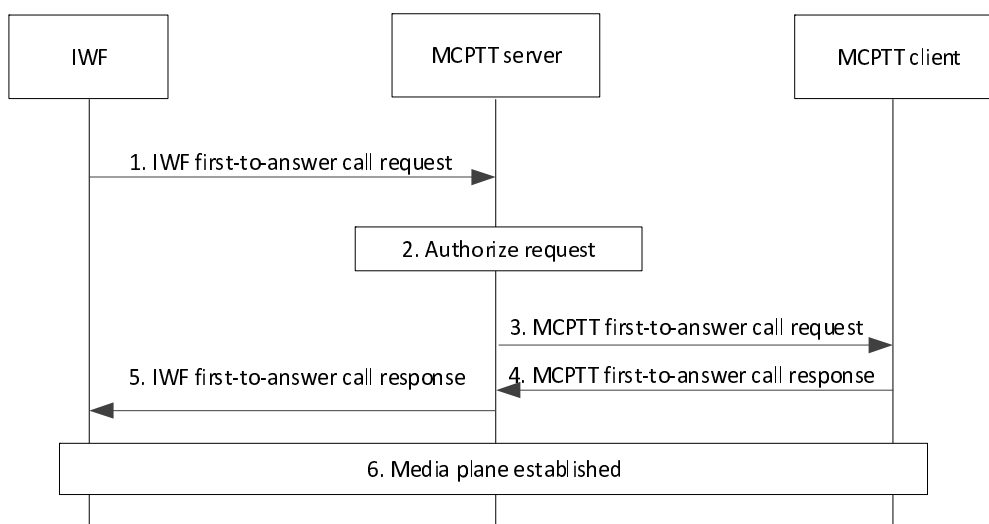 IWF
MCPTT server
MCPTT client
1. IWF first-to-answer call request
2. Authorize request
3. MCPTT first-to-answer call request
4. MCPTT first-to-answer call response
5. IWF first-to-answer call response
6. Media plane established